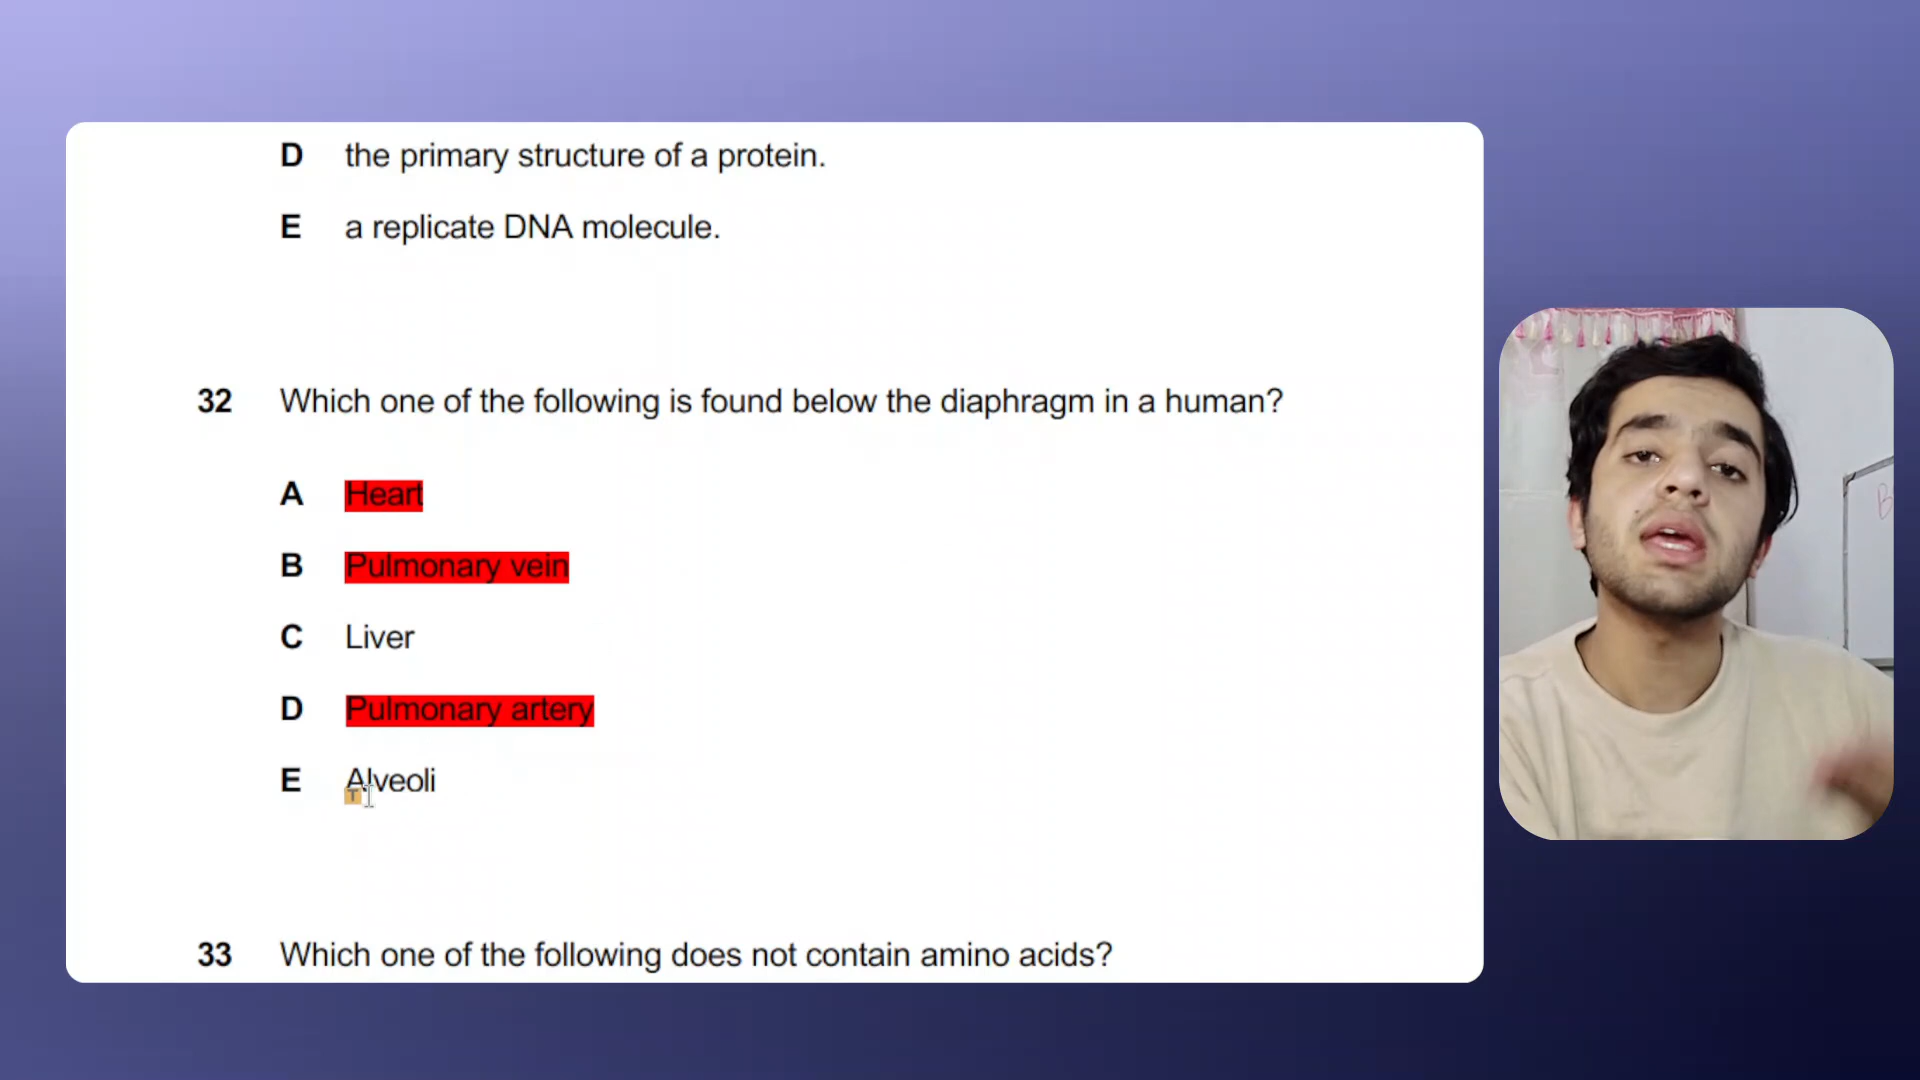 D the primary structure of a protein.
E a replicate DNA molecule.
32 Which one of the following is found below the diaphragm in a human?
A Heart
B Pulmonary vein
C Liver
D Pulmonary artery
E Alveoli
T
33 Which one of the following does not contain amino acids?
B